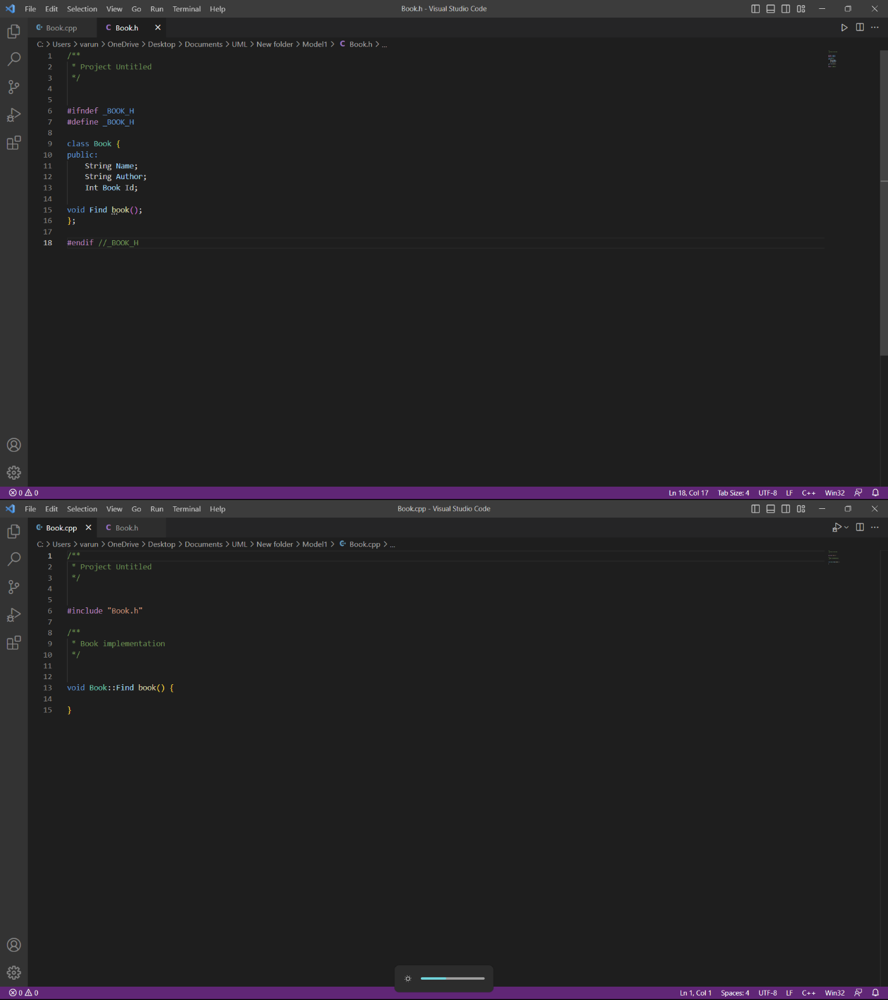 File Edit Selection View Go Run Terminal Help Book.h - Visual Studio Code
Book.cpp Book.h
C: > Users > varun > OneDrive > Desktop > Documents > UML > New folder > Model1 > C Book.h > ...
1 /**
2 * Project Untitled
3 */
4
5
6 #ifndef _BOOK_H
7 #define _BOOK_H
8
9 class Book {
10 public:
11 String Name;
12 String Author;
13 Int Book Id;
14
15 void Find book();
16 };
17
18 #endif //_BOOK_H
0 0 Ln 18, Col 17 Tab Size: 4 UTF-8 LF C++ Win32
File Edit Selection View Go Run Terminal Help Book.cpp - Visual Studio Code
Book.cpp C Book.h
C: > Users > varun > OneDrive > Desktop > Documents > UML > New folder > Model1 > Book.cpp > ...
1 /**
2 * Project Untitled
3 */
4
5
6 #include "Book.h"
7
8 /**
9 * Book implementation
10 */
11
12
13 void Book::Find book() {
14
15 }
0 0 Ln 1, Col 1 Spaces: 4 UTF-8 LF C++ Win32